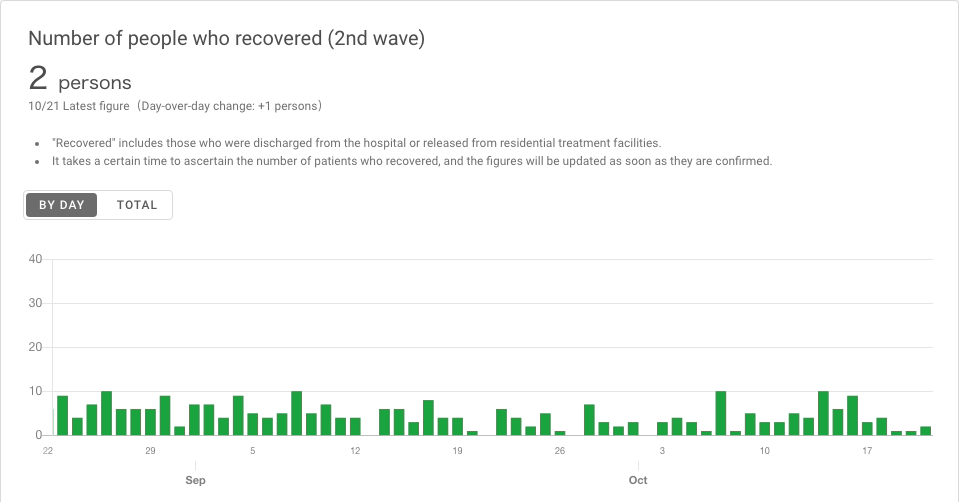 Number of people who recovered (2nd wave)
2 persons
10/21 Latest figure (Day-over-day change: +1 persons)
• "Recovered" includes those who were discharged from the hospital or released from residential treatment facilities.
• It takes a certain time to ascertain the number of patients who recovered, and the figures will be updated as soon as they are confirmed.
BY DAY TOTAL
40
30
20
10
0
22 29 5 12 19 26 3 10 17
Sep Oct